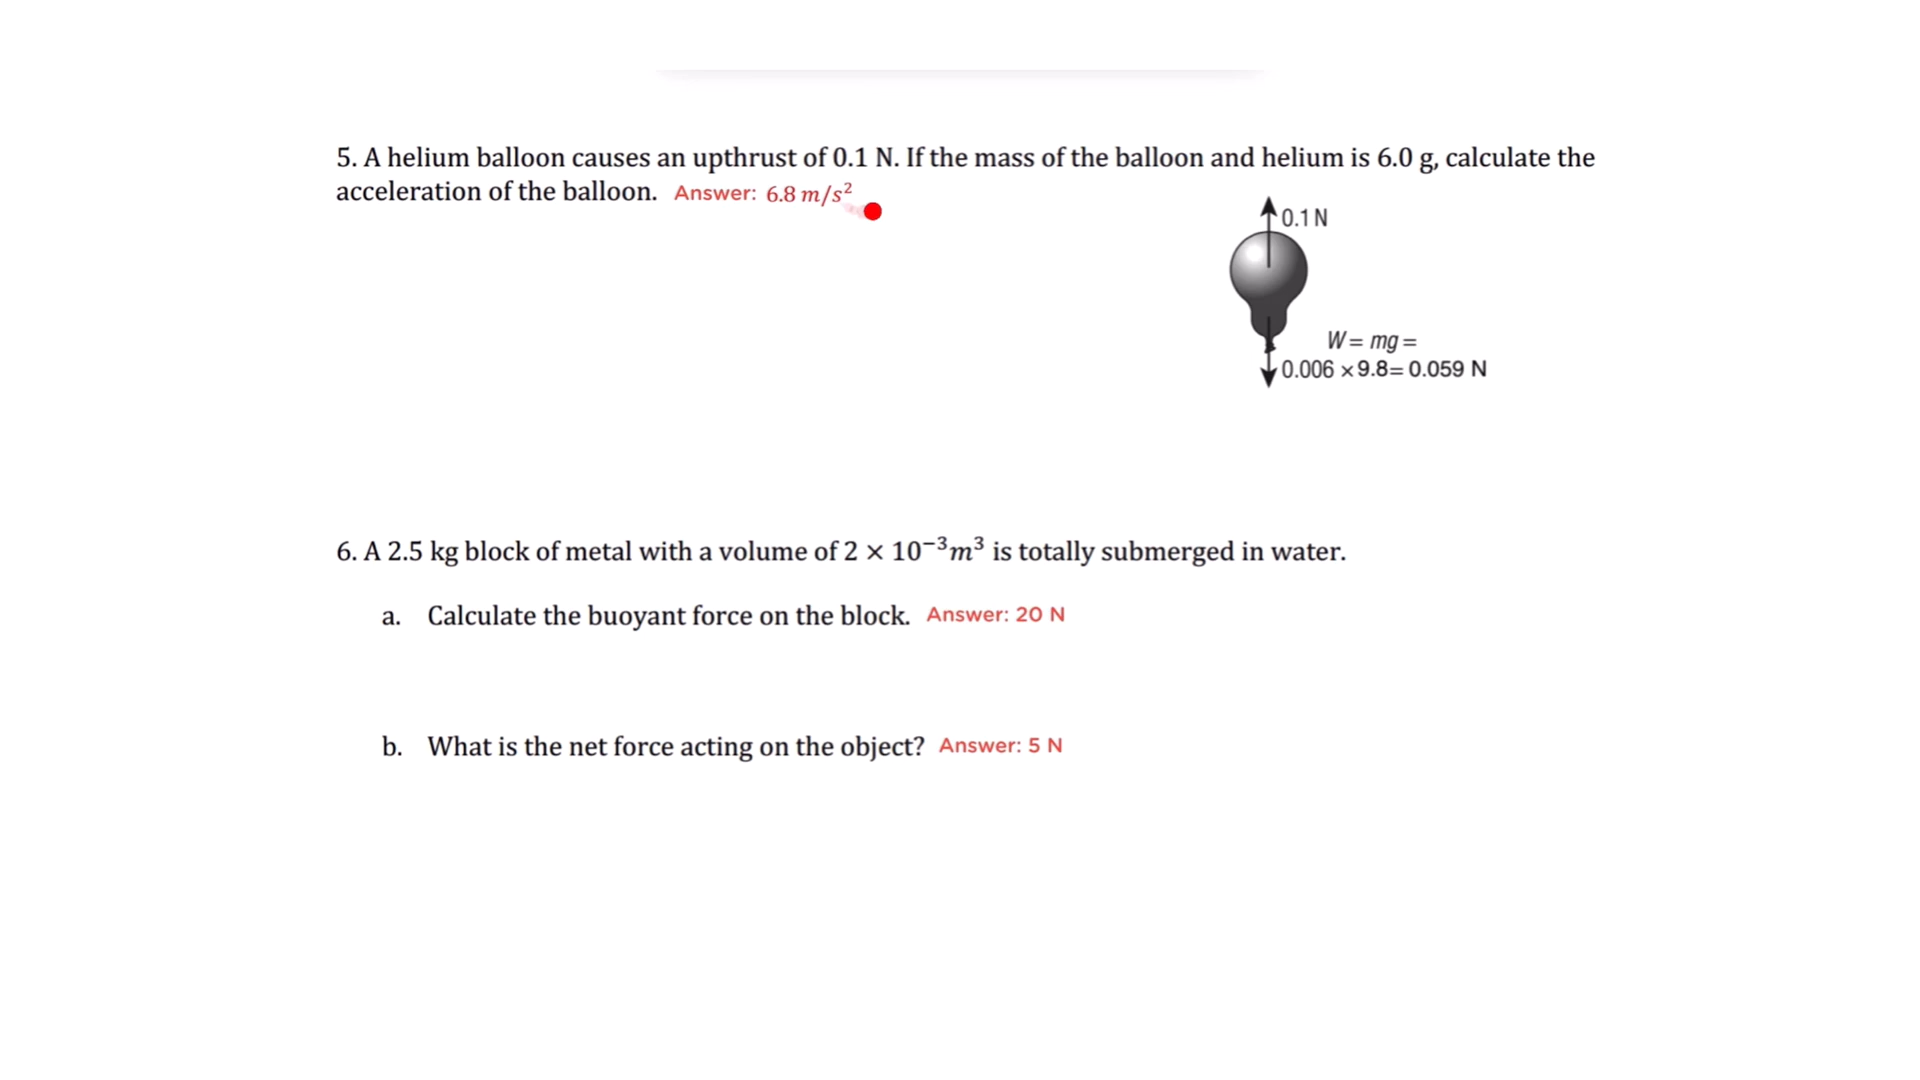 5. A helium balloon causes an upthrust of 0.1 N. If the mass of the balloon and helium is 6.0 g, calculate the
acceleration of the balloon. Answer: 6.8 m/s²
0.1 N
W = mg =
0.006 × 9.8 = 0.059 N
6. A 2.5 kg block of metal with a volume of 2 × 10⁻³m³ is totally submerged in water.
a. Calculate the buoyant force on the block. Answer: 20 N
b. What is the net force acting on the object? Answer: 5 N